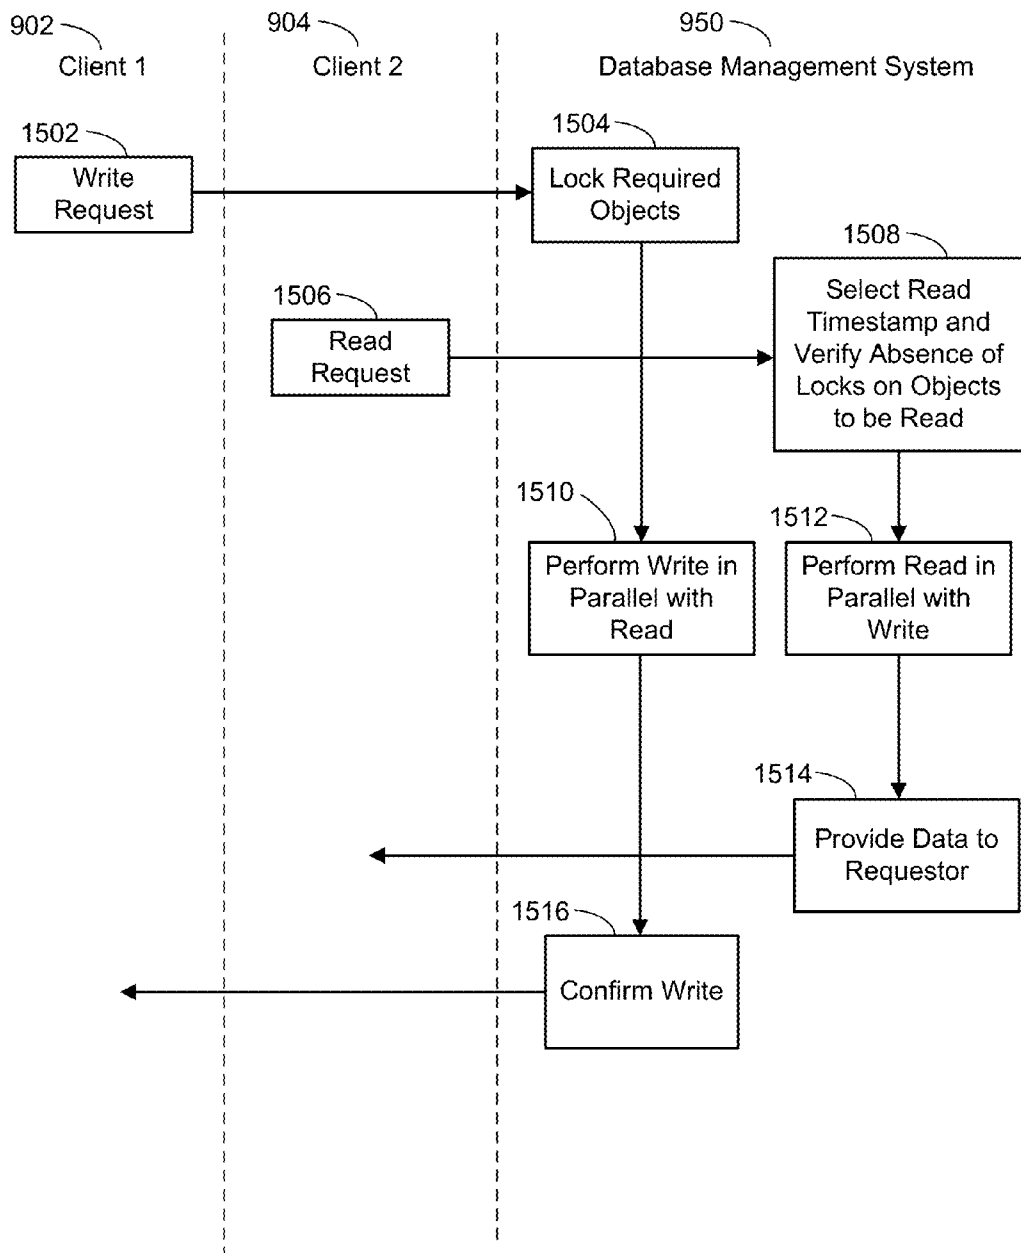 902
904
950
Client 1
Client 2
Database Management System
1502
Write
Request
1504
Lock Required
Objects
1506
Read
Request
1508
Select Read
Timestamp and
Verify Absence of
Locks on Objects
to be Read
1510
Perform Write in
Parallel with
Read
1512
Perform Read in
Parallel with
Write
1514
Provide Data to
Requestor
1516
Confirm Write